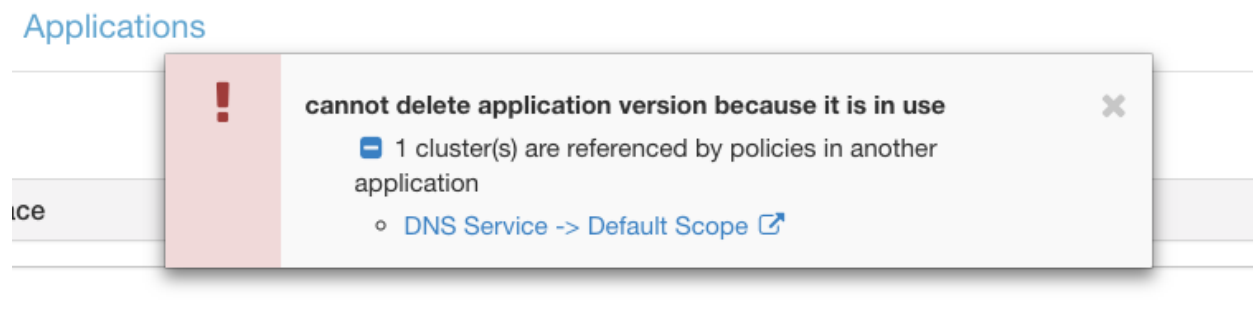 Applications
cannot delete application version because it is in use
1 cluster(s) are referenced by policies in another
application
ace
DNS Service -> Default Scope